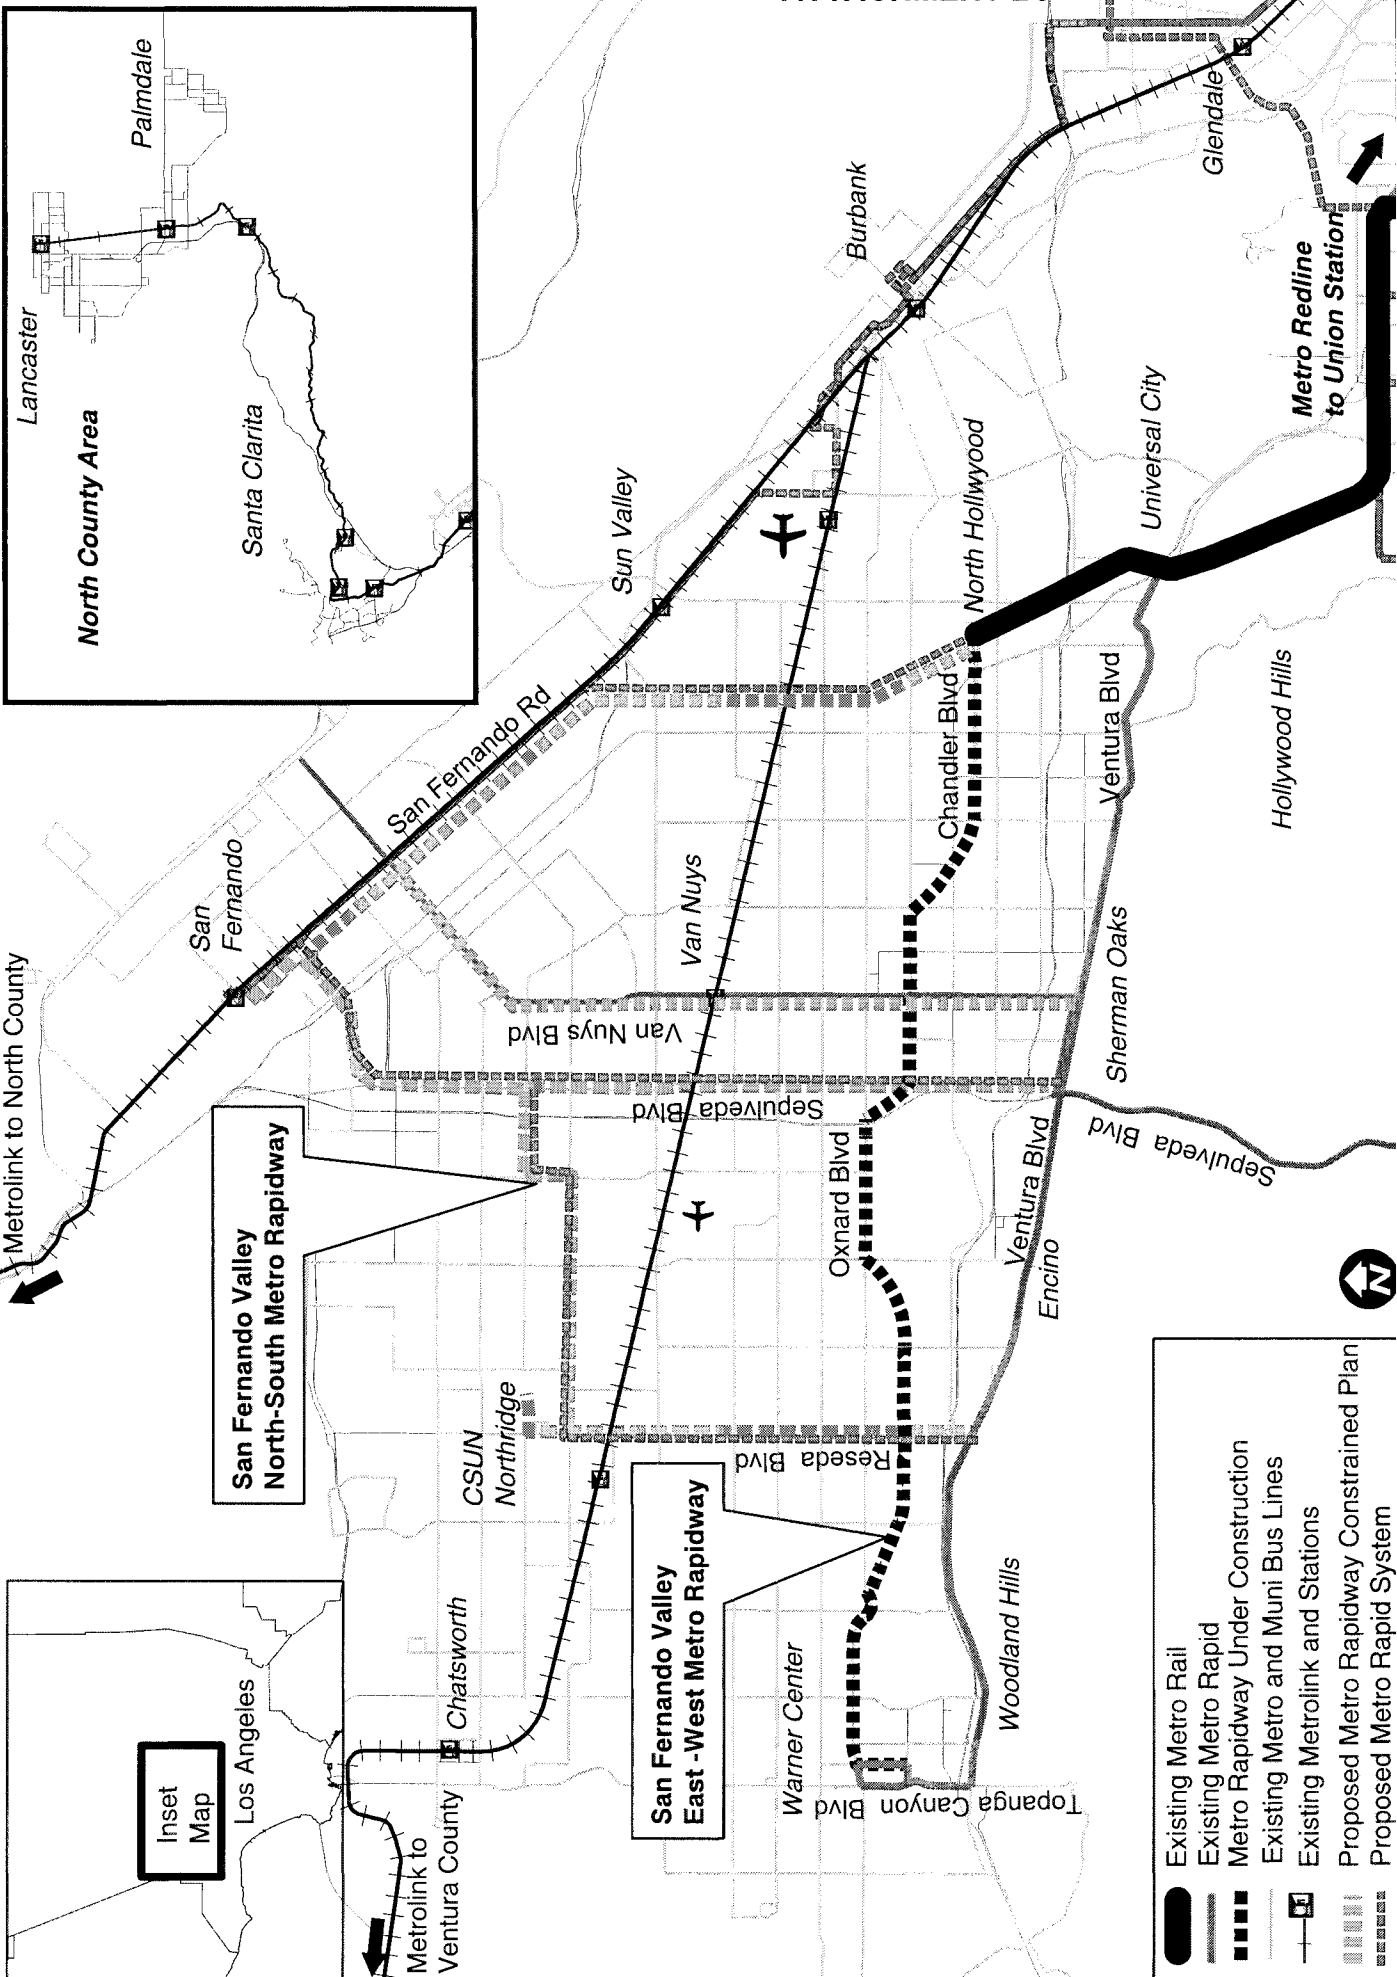 Metrolink to North County
Lancaster
Palmdale
North County Area
Santa Clarita
San
Fernando
San Fernando Rd
Sun Valley
Burbank
Glendale
Metro Redline
to Union Station
Universal City
North Hollwood
Chandler Blvd
Ventura Blvd
Hollywood Hills
Van Nuys
Van Nuys Blvd
Sherman Oaks
Sepulveda Blvd
Sepulveda Blvd
Oxnard Blvd
Ventura Blvd
Encino
San Fernando Valley
North-South Metro Rapidway
CSUN
Northridge
Reseda Blvd
San Fernando Valley
East -West Metro Rapidway
Warner Center
Woodland Hills
Topanga Canyon Blvd
Chatsworth
Metrolink to
Ventura County
Inset
Map
Los Angeles
N
Existing Metro Rail
Existing Metro Rapid
Metro Rapidway Under Construction
Existing Metro and Muni Bus Lines
Existing Metrolink and Stations
Proposed Metro Rapidway Constrained Plan
Proposed Metro Rapid System